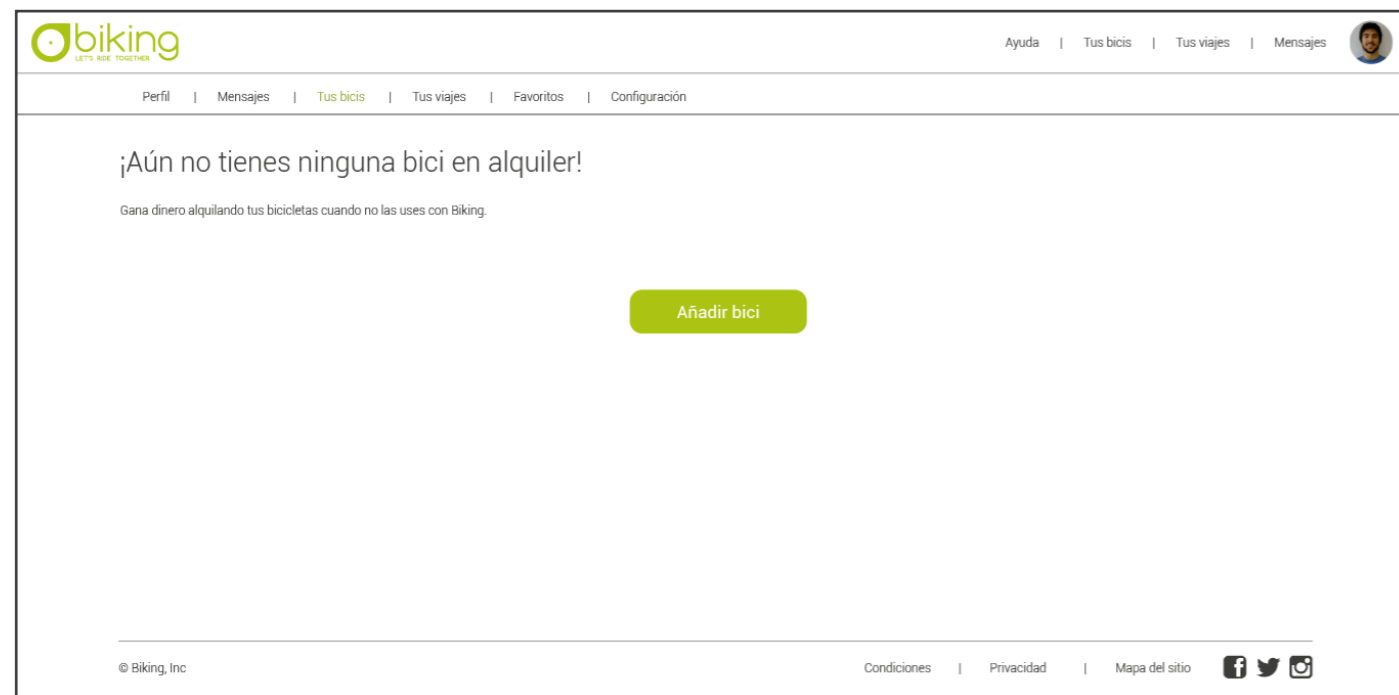 biking
LET'S RIDE TOGETHER
Ayuda | Tus bicis | Tus viajes | Mensajes
Perfil | Mensajes | Tus bicis | Tus viajes | Favoritos | Configuración
¡Aún no tienes ninguna bici en alquiler!
Gana dinero alquilando tus bicicletas cuando no las uses con Biking.
Añadir bici
© Biking, Inc
Condiciones | Privacidad | Mapa del sitio